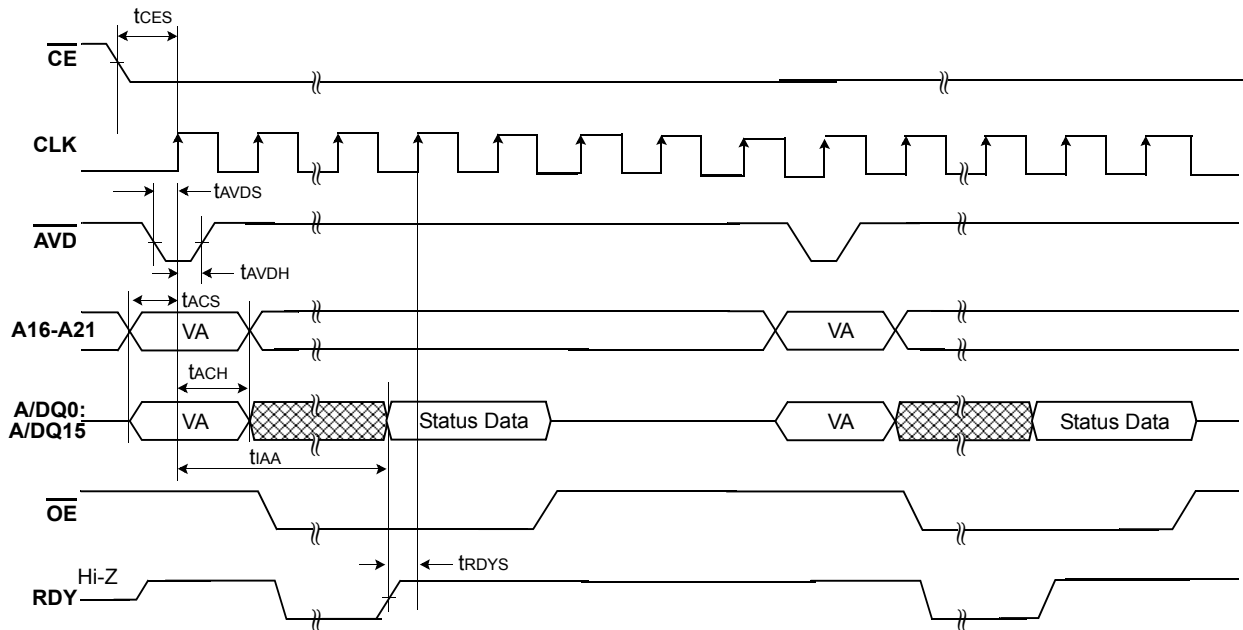 tCES
CE
CLK
tAVDS
AVD
tAVDH
tACS
A16-A21
VA
VA
tACH
A/DQ0:
A/DQ15
VA
Status Data
VA
Status Data
tIAA
OE
tRDYS
Hi-Z
RDY